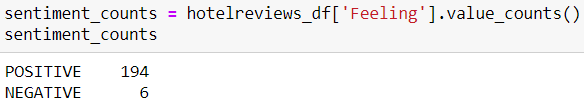 sentiment_counts = hotelreviews_df['Feeling'].value_counts()
sentiment_counts
POSITIVE    194
NEGATIVE      6